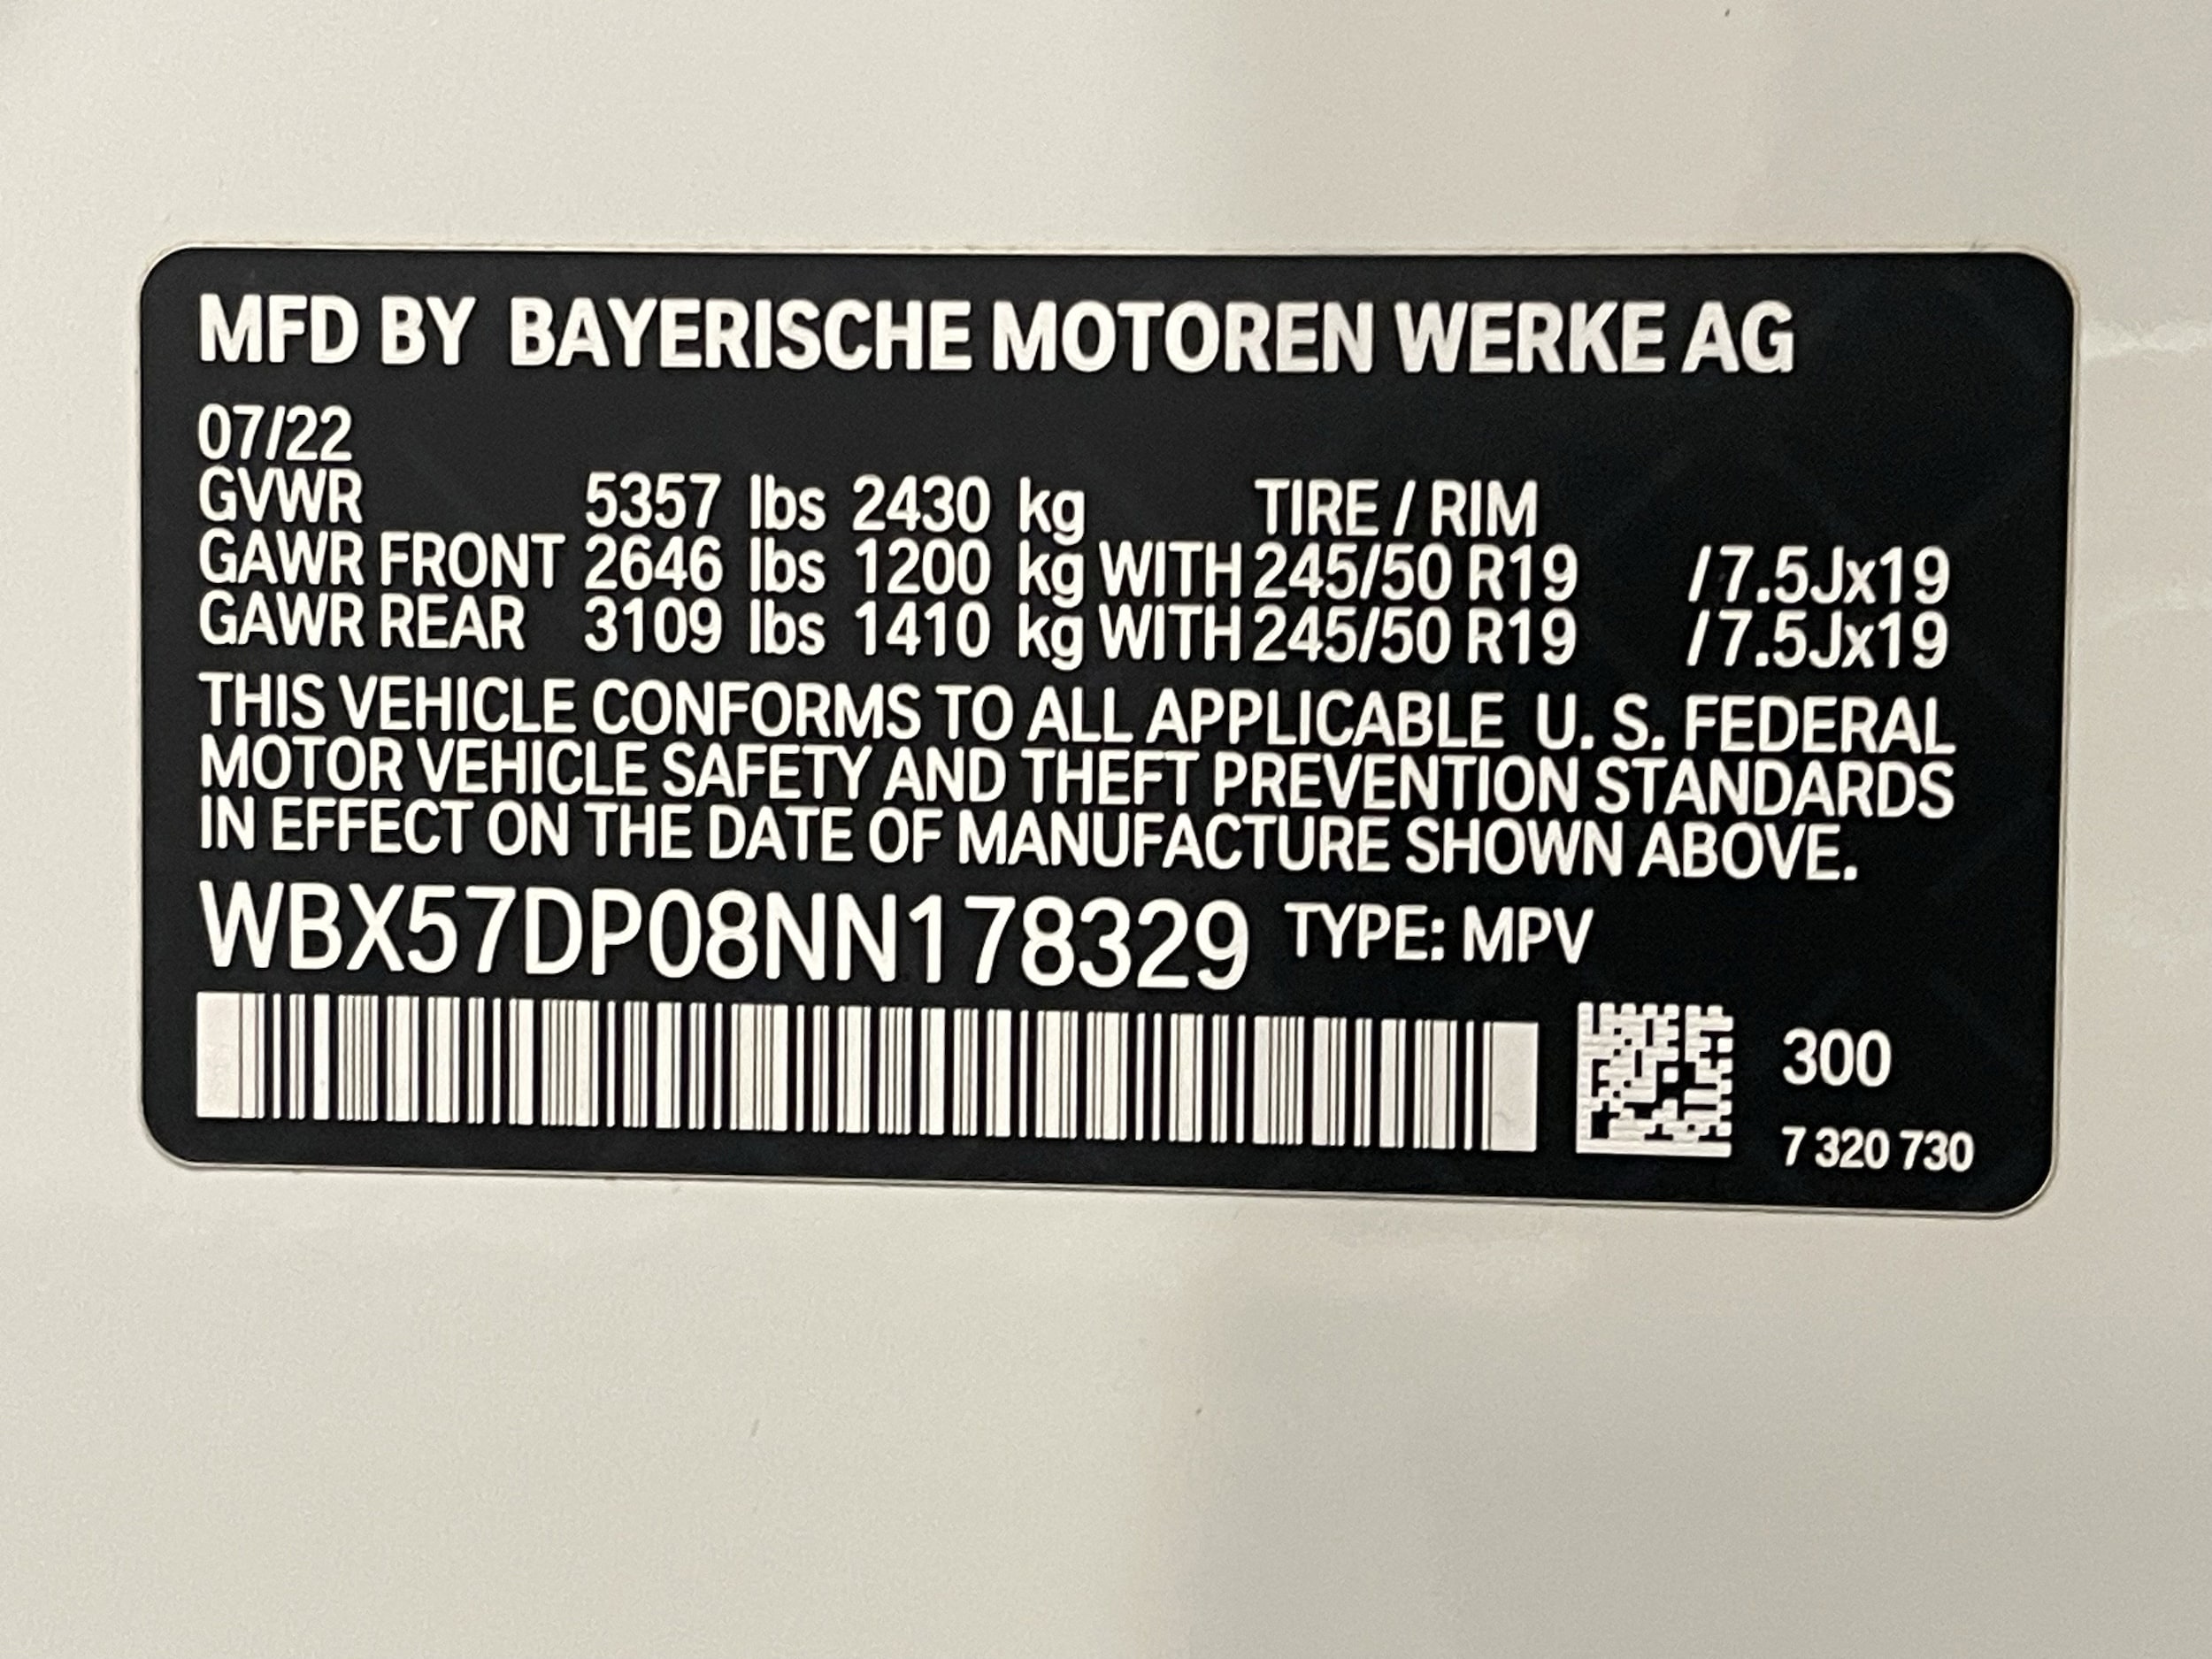 MFD BY BAYERISCHE MOTOREN WERKE AG
07/22
GVWR 5357 lbs 2430 kg TIRE / RIM
GAWR FRONT 2646 lbs 1200 kg WITH 245/50 R19 / 7.5Jx19
GAWR REAR 3109 lbs 1410 kg WITH 245/50 R19 / 7.5Jx19
THIS VEHICLE CONFORMS TO ALL APPLICABLE U. S. FEDERAL
MOTOR VEHICLE SAFETY AND THEFT PREVENTION STANDARDS
IN EFFECT ON THE DATE OF MANUFACTURE SHOWN ABOVE.
WBX57DP08NN178329 TYPE: MPV
300
7 320 730